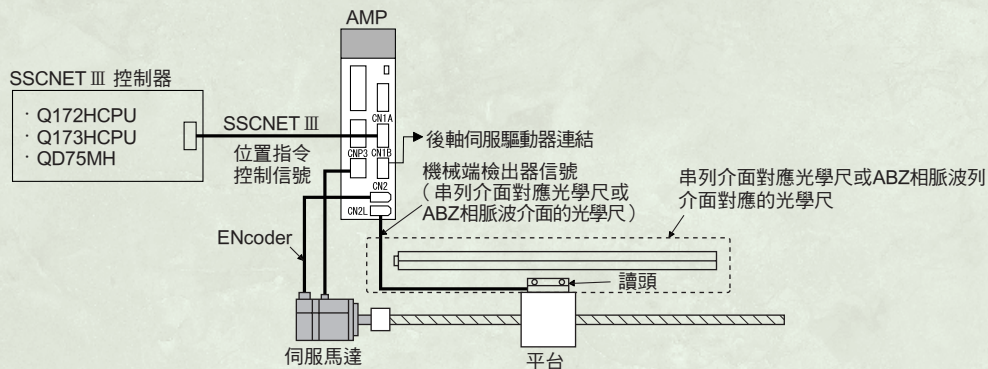 AMP
SSCNET Ⅲ 控制器
· Q172HCPU
· Q173HCPU
· QD75MH
SSCNET Ⅲ
位置指令
控制信號
CN1A
CNP3
CN1B
CN2
CN2L
後軸伺服驅動器連結
機械端檢出器信號
（串列介面對應光學尺或
ABZ相脈波介面的光學尺）
串列介面對應光學尺或ABZ相脈波列
介面對應的光學尺
ENcoder
讀頭
伺服馬達
平台